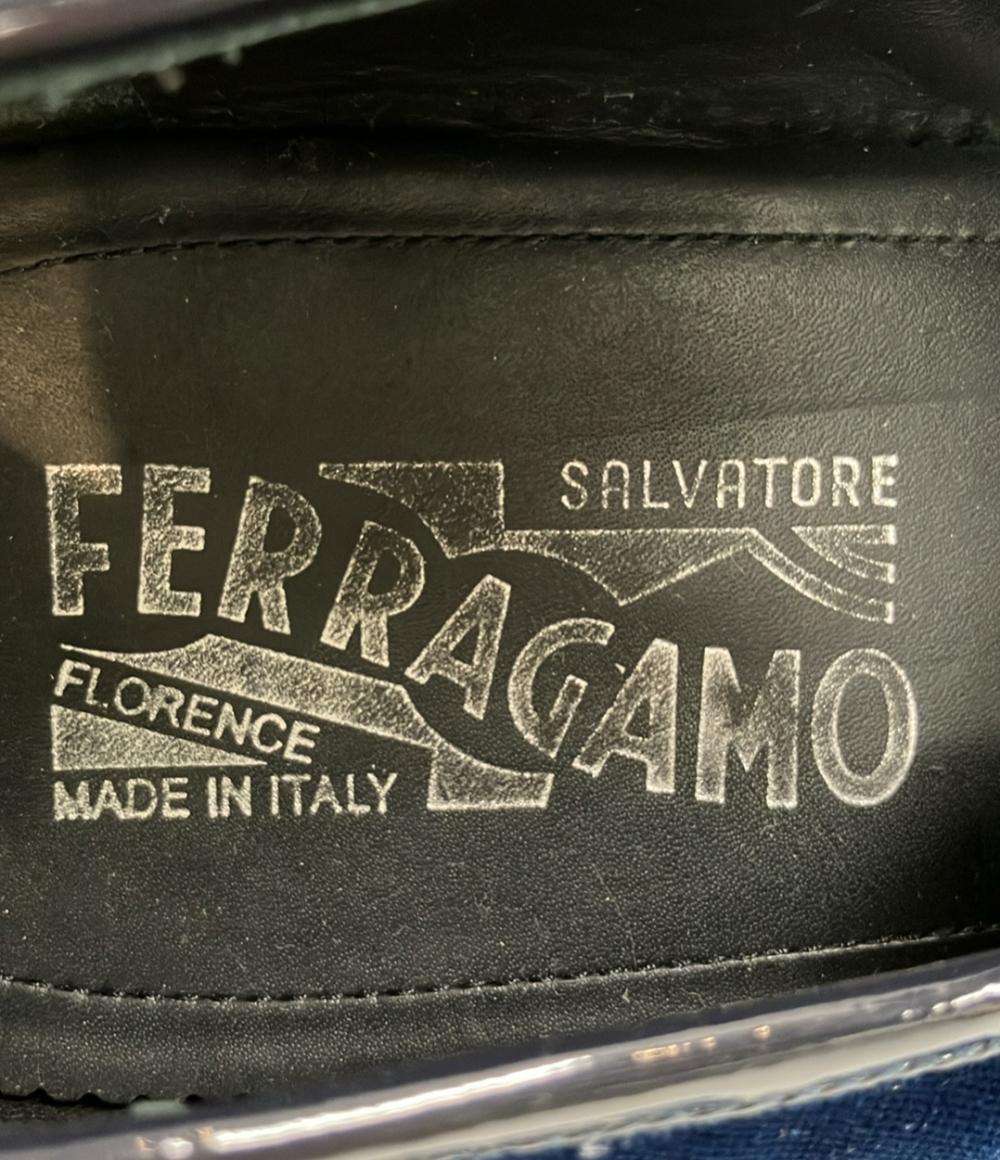 SALVATORE
FERRAGAMO
FLORENCE
MADE IN ITALY